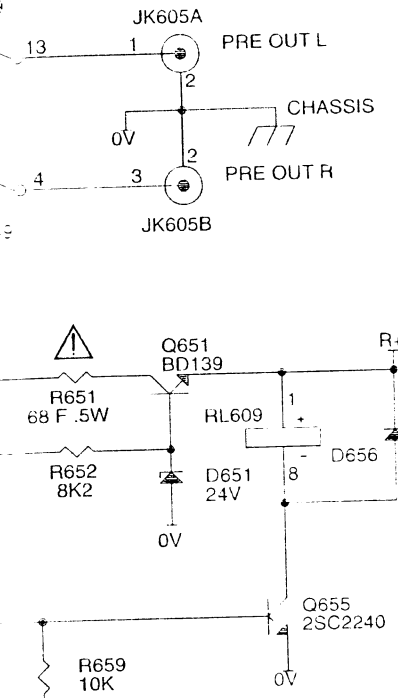 JK605A
13
1
PRE OUT L
2
CHASSIS
0V
2
4
3
PRE OUT R
JK605B
Q651
BD139
R+
R651
68 F .5W
RL609
1
+
R652
8K2
D651
24V
-
8
D656
0V
Q655
2SC2240
R659
10K
0V